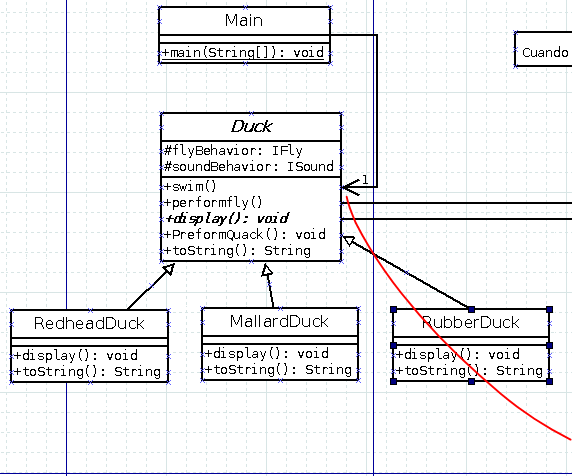 Main
+main(String[]): void
Cuando
Duck
#flyBehavior: IFly
#soundBehavior: ISound
+swim()
1
+performfly()
+display(): void
+PreformQuack(): void
+toString(): String
RedheadDuck
+display(): void
+toString(): String
MallardDuck
+display(): void
+toString(): String
RubberDuck
+display(): void
+toString(): String